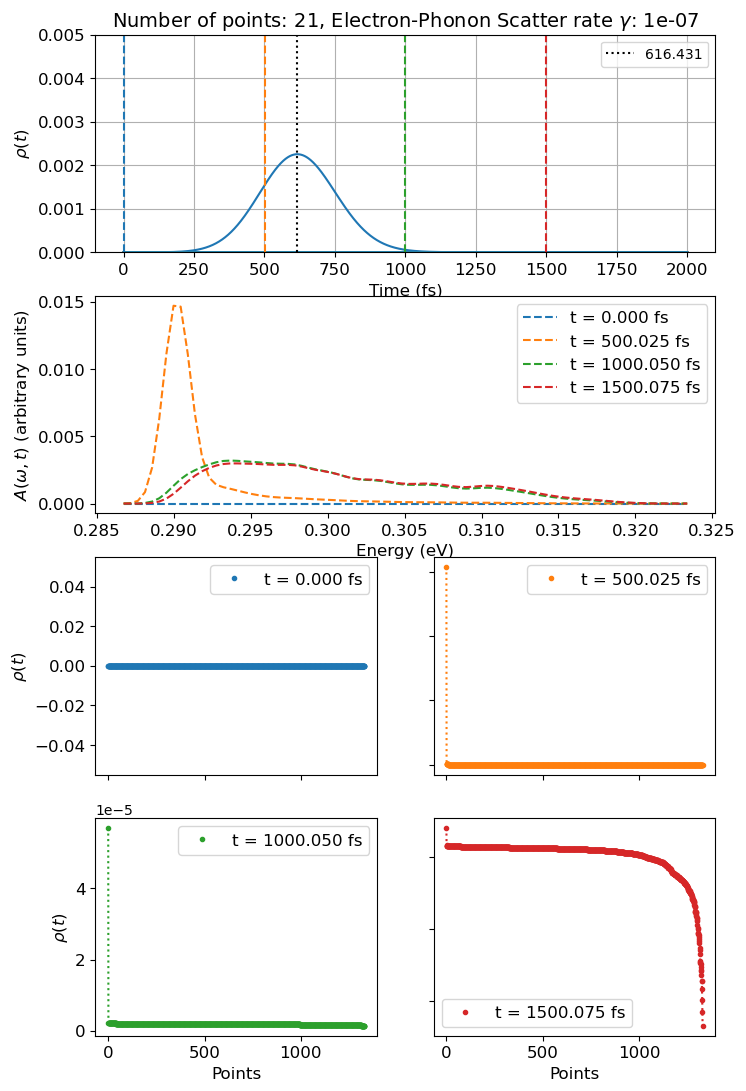 Number of points: 21, Electron-Phonon Scatter rate γ: 1e-07
0.005
0.004
0.003
0.002
0.001
0.000
ρ(t)
616.431
0 250 500 750 1000 1250 1500 1750 2000
Time (fs)
0.015
0.010
0.005
0.000
A(ω, t) (arbitrary units)
t = 0.000 fs
t = 500.025 fs
t = 1000.050 fs
t = 1500.075 fs
0.285 0.290 0.295 0.300 0.305 0.310 0.315 0.320 0.325
Energy (eV)
0.04
0.02
0.00
−0.02
−0.04
ρ(t)
t = 0.000 fs
t = 500.025 fs
1e−5
4
2
0
ρ(t)
t = 1000.050 fs
0 500 1000
Points
t = 1500.075 fs
0 500 1000
Points